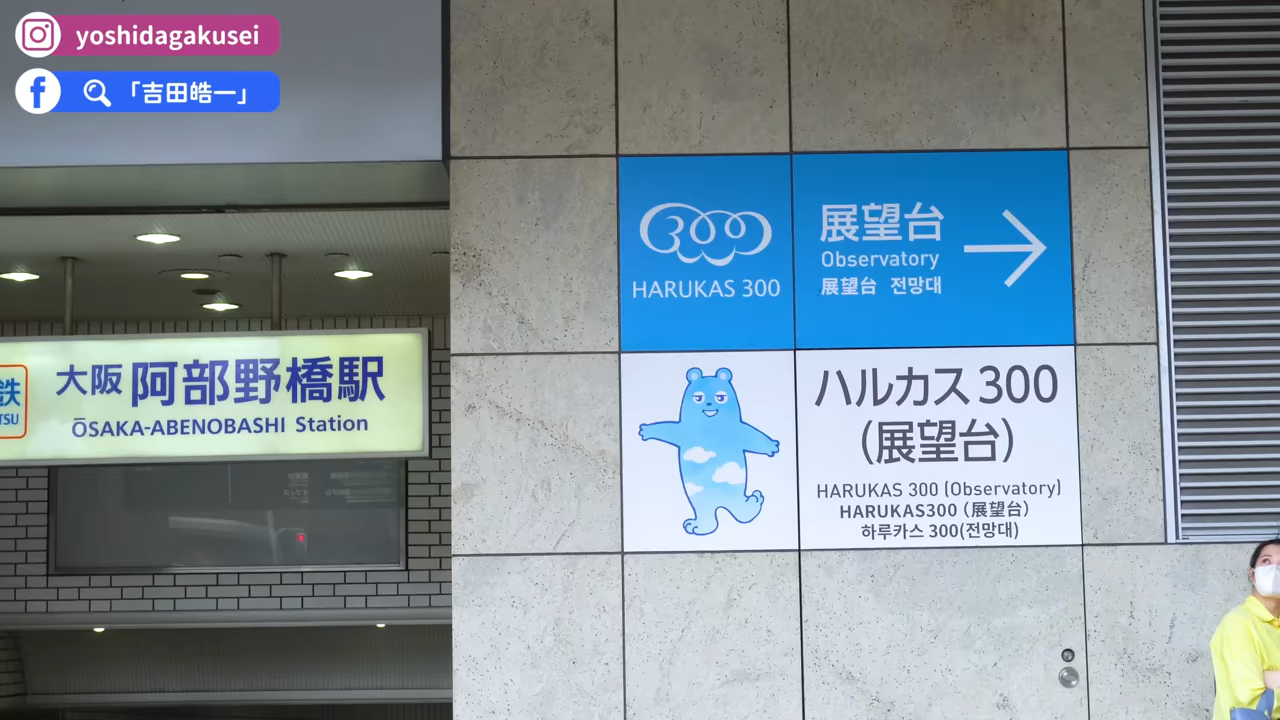 yoshidagakusei
「吉田皓一」
鉄
TSU
大阪阿部野橋駅
ŌSAKA-ABENOBASHI Station
300
HARUKAS 300
展望台
Observatory
展望台 전망대
ハルカス300
(展望台)
HARUKAS 300 (Observatory)
HARUKAS300（展望台）
하루카스 300(전망대)